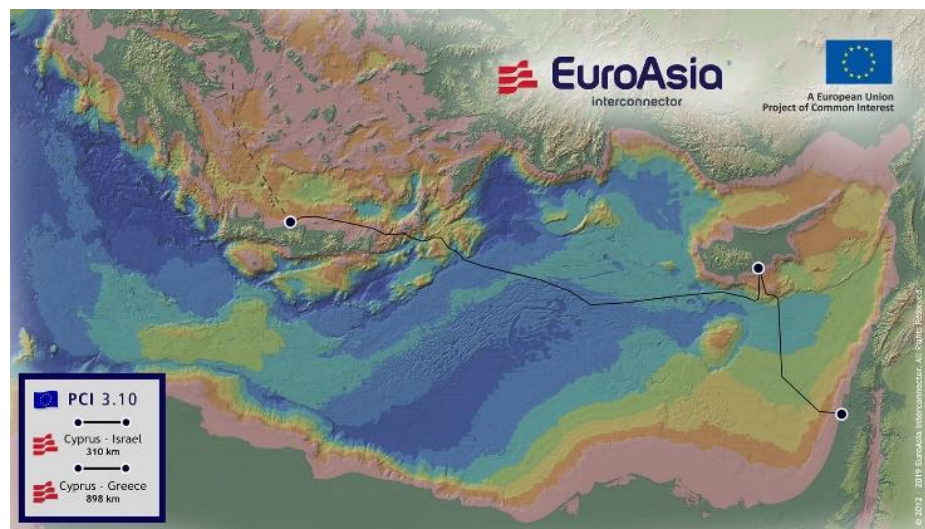 EuroAsia
interconnector
A European Union
Project of Common Interest
PCI 3.10
Cyprus - Israel
310 km
Cyprus - Greece
898 km
© 2012 - 2019 EuroAsia Interconnector. All Rights Reserved.